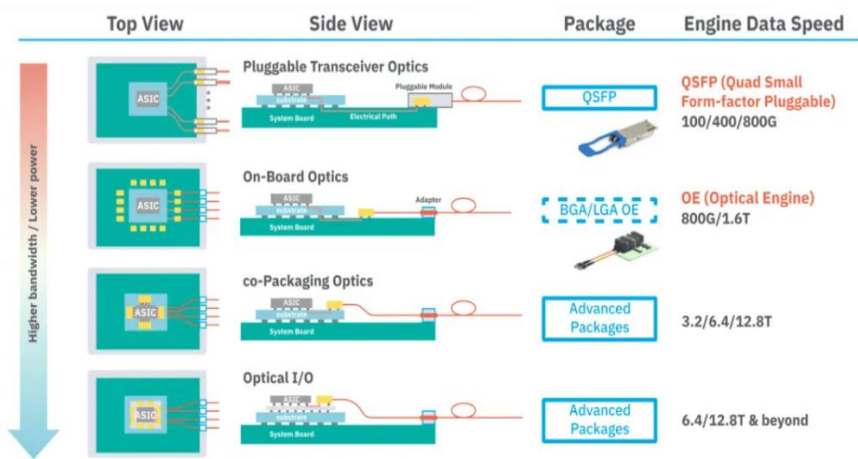 Top View
Side View
Package
Engine Data Speed
Higher bandwidth / Lower power
Pluggable Transceiver Optics
ASIC
ASIC
substrate
System Board
Electrical Path
Pluggable Module
QSFP
QSFP (Quad Small
Form-factor Pluggable)
100/400/800G
On-Board Optics
ASIC
ASIC
substrate
System Board
Adapter
BGA/LGA OE
OE (Optical Engine)
800G/1.6T
co-Packaging Optics
ASIC
ASIC
substrate
System Board
Advanced
Packages
3.2/6.4/12.8T
Optical I/O
ASIC
ASIC
substrate
System Board
Advanced
Packages
6.4/12.8T & beyond